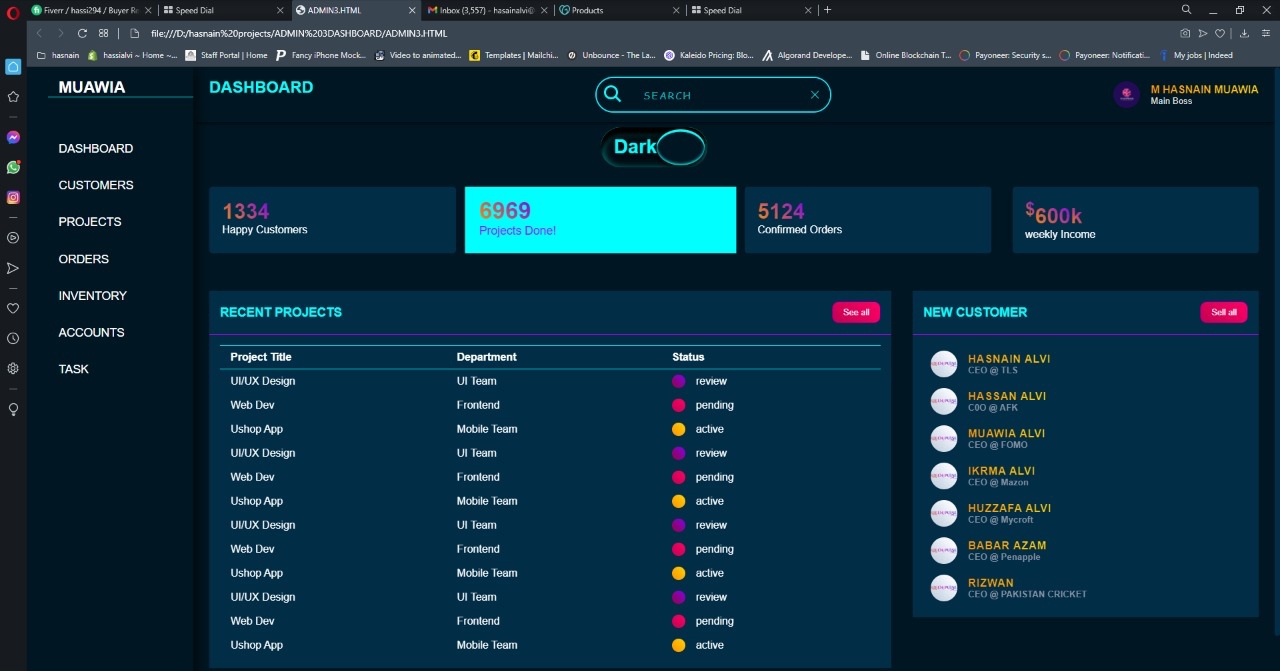 Fiverr / hassi294 / Buyer Re
Speed Dial
ADMIN3.HTML
Inbox (3,557) - hasainalvi@
Products
Speed Dial
file:///D:/hasnain%20projects/ADMIN%203DASHBOARD/ADMIN3.HTML
hasnain
hassialvi ~ Home ~ ~...
Staff Portal | Home
Fancy iPhone Mock...
Video to animated...
Templates | Mailchi...
Unbounce - The La...
Kaleido Pricing: Blo...
Algorand Develope...
Online Blockchain T...
Payoneer: Security s...
Payoneer: Notificati...
My jobs | Indeed
MUAWIA
DASHBOARD
SEARCH
M HASNAIN MUAWIA
Main Boss
Dark
DASHBOARD
CUSTOMERS
PROJECTS
ORDERS
INVENTORY
ACCOUNTS
TASK
1334
Happy Customers
6969
Projects Done!
5124
Confirmed Orders
$600k
weekly Income
RECENT PROJECTS
See all
Project Title Department Status
UI/UX Design UI Team review
Web Dev Frontend pending
Ushop App Mobile Team active
UI/UX Design UI Team review
Web Dev Frontend pending
Ushop App Mobile Team active
UI/UX Design UI Team review
Web Dev Frontend pending
Ushop App Mobile Team active
UI/UX Design UI Team review
Web Dev Frontend pending
Ushop App Mobile Team active
NEW CUSTOMER
Sell all
HASNAIN ALVI
CEO @ TLS
HASSAN ALVI
C0O @ AFK
MUAWIA ALVI
CEO @ FOMO
IKRMA ALVI
CEO @ Mazon
HUZZAFA ALVI
CEO @ Mycroft
BABAR AZAM
CEO @ Penapple
RIZWAN
CEO @ PAKISTAN CRICKET